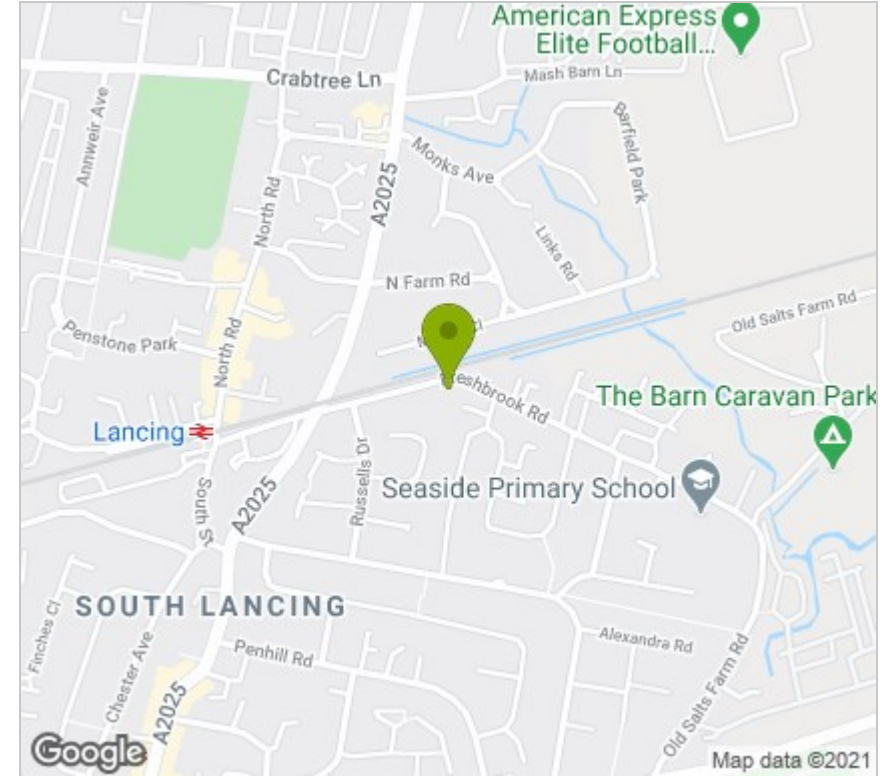 American Express
Elite Football...
Mash Barn Ln
Crabtree Ln
Barfield Park
Annweir Ave
Monks Ave
A2025
North Rd
Links Rd
N Farm Rd
Old Salts Farm Rd
Penstone Park
North Rd
Freshbrook Rd
The Barn Caravan Park
Lancing
Russells Dr
Seaside Primary School
South St
A2025
SOUTH LANCING
Finches Cl
Chester Ave
Penhill Rd
Alexandra Rd
Old Salts Farm Rd
A2025
Google
Map data ©2021